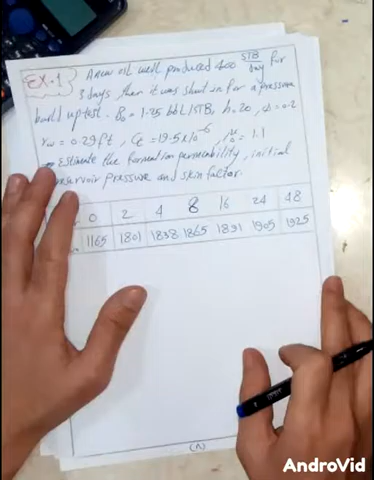 EX.1 A new oil well produced 400 STB/day for
3 days, then it was shut in for a pressure
build up test. Bo = 1.25 bbL/STB, h=20, φ=0.2
rw = 0.29 ft, Ct = 19.5x10^-6, μo = 1.1
Estimate the formation permeability, initial
reservoir pressure and skin factor.
0 2 4 8 16 24 48
1165 1801 1838 1865 1891 1905 1925
AndroVid